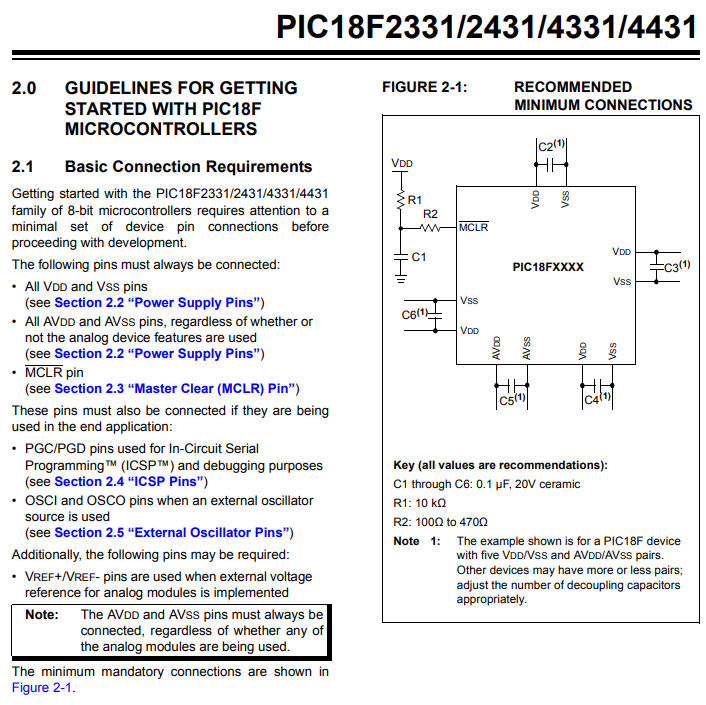 PIC18F2331/2431/4331/4431
2.0 GUIDELINES FOR GETTING
STARTED WITH PIC18F
MICROCONTROLLERS
2.1 Basic Connection Requirements
Getting started with the PIC18F2331/2431/4331/4431
family of 8-bit microcontrollers requires attention to a
minimal set of device pin connections before
proceeding with development.
The following pins must always be connected:
• All VDD and VSS pins
(see Section 2.2 “Power Supply Pins”)
• All AVDD and AVSS pins, regardless of whether or
not the analog device features are used
(see Section 2.2 “Power Supply Pins”)
• MCLR pin
(see Section 2.3 “Master Clear (MCLR) Pin”)
These pins must also be connected if they are being
used in the end application:
• PGC/PGD pins used for In-Circuit Serial
Programming™ (ICSP™) and debugging purposes
(see Section 2.4 “ICSP Pins”)
• OSCI and OSCO pins when an external oscillator
source is used
(see Section 2.5 “External Oscillator Pins”)
Additionally, the following pins may be required:
• VREF+/VREF- pins are used when external voltage
reference for analog modules is implemented
Note: The AVDD and AVSS pins must always be
connected, regardless of whether any of
the analog modules are being used.
The minimum mandatory connections are shown in
Figure 2-1.
FIGURE 2-1: RECOMMENDED
MINIMUM CONNECTIONS
C2(1)
VDD
VDD
VSS
R1
R2
MCLR
C1
PIC18FXXXX
VDD
C3(1)
VSS
VSS
C6(1)
VDD
AVDD
AVSS
VDD
VSS
C5(1)
C4(1)
Key (all values are recommendations):
C1 through C6: 0.1 µF, 20V ceramic
R1: 10 kΩ
R2: 100Ω to 470Ω
Note 1: The example shown is for a PIC18F device
with five VDD/VSS and AVDD/AVSS pairs.
Other devices may have more or less pairs;
adjust the number of decoupling capacitors
appropriately.